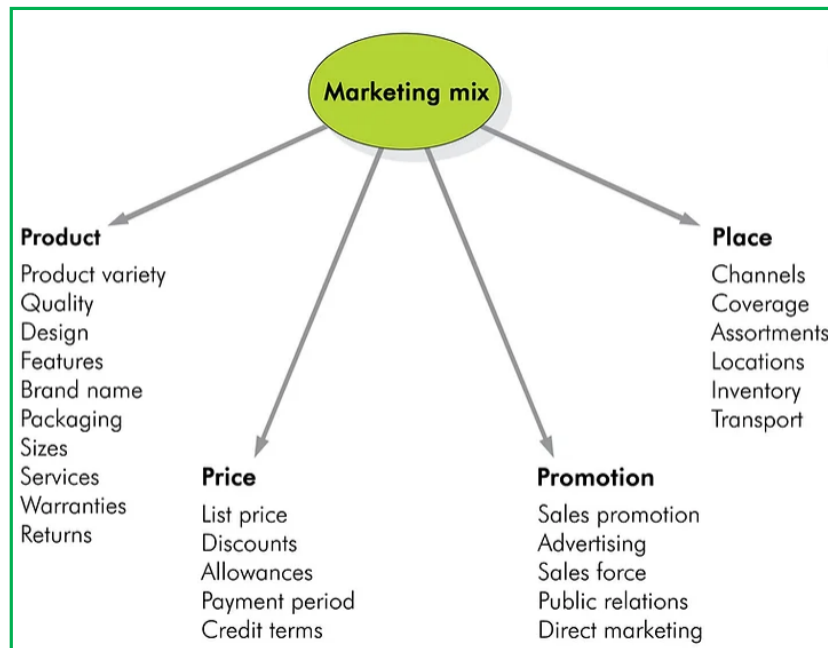 Marketing mix
Product
Product variety
Quality
Design
Features
Brand name
Packaging
Sizes
Services
Warranties
Returns
Price
List price
Discounts
Allowances
Payment period
Credit terms
Promotion
Sales promotion
Advertising
Sales force
Public relations
Direct marketing
Place
Channels
Coverage
Assortments
Locations
Inventory
Transport